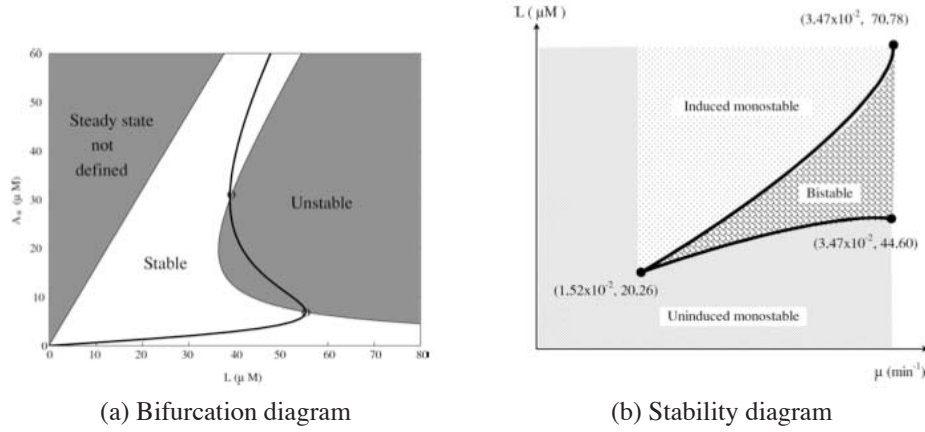 60
50
40
30
20
10
0
A* (μ M)
Steady state
not
defined
Stable
Unstable
0 10 20 30 40 50 60 70 80
L (μ M)
(a) Bifurcation diagram
L (μM)
(3.47x10⁻², 70.78)
Induced monostable
Bistable
(3.47x10⁻², 44.60)
(1.52x10⁻², 20.26)
Uninduced monostable
μ (min⁻¹)
(b) Stability diagram